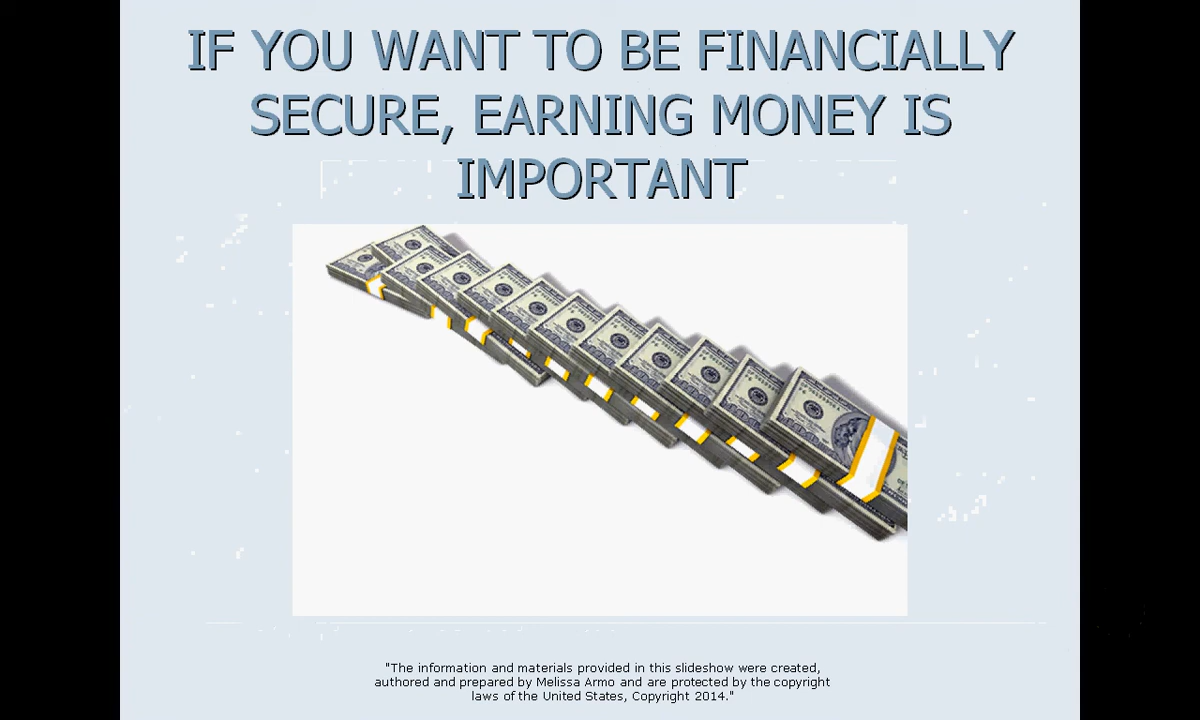 IF YOU WANT TO BE FINANCIALLY
SECURE, EARNING MONEY IS
IMPORTANT
"The information and materials provided in this slideshow were created,
authored and prepared by Melissa Armo and are protected by the copyright
laws of the United States, Copyright 2014."